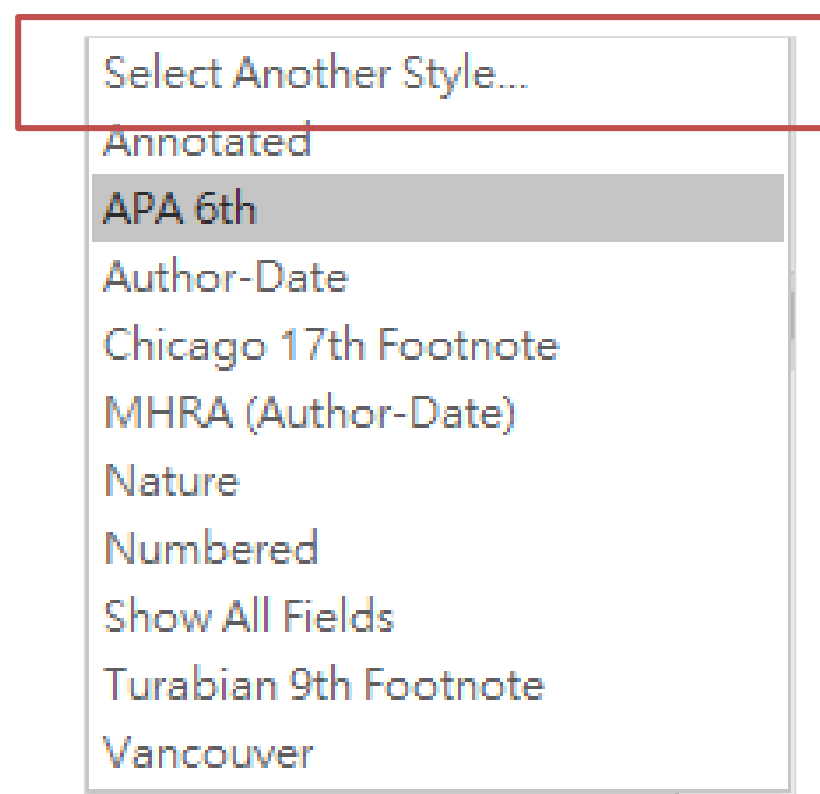 Select Another Style...
Annotated
APA 6th
Author-Date
Chicago 17th Footnote
MHRA (Author-Date)
Nature
Numbered
Show All Fields
Turabian 9th Footnote
Vancouver